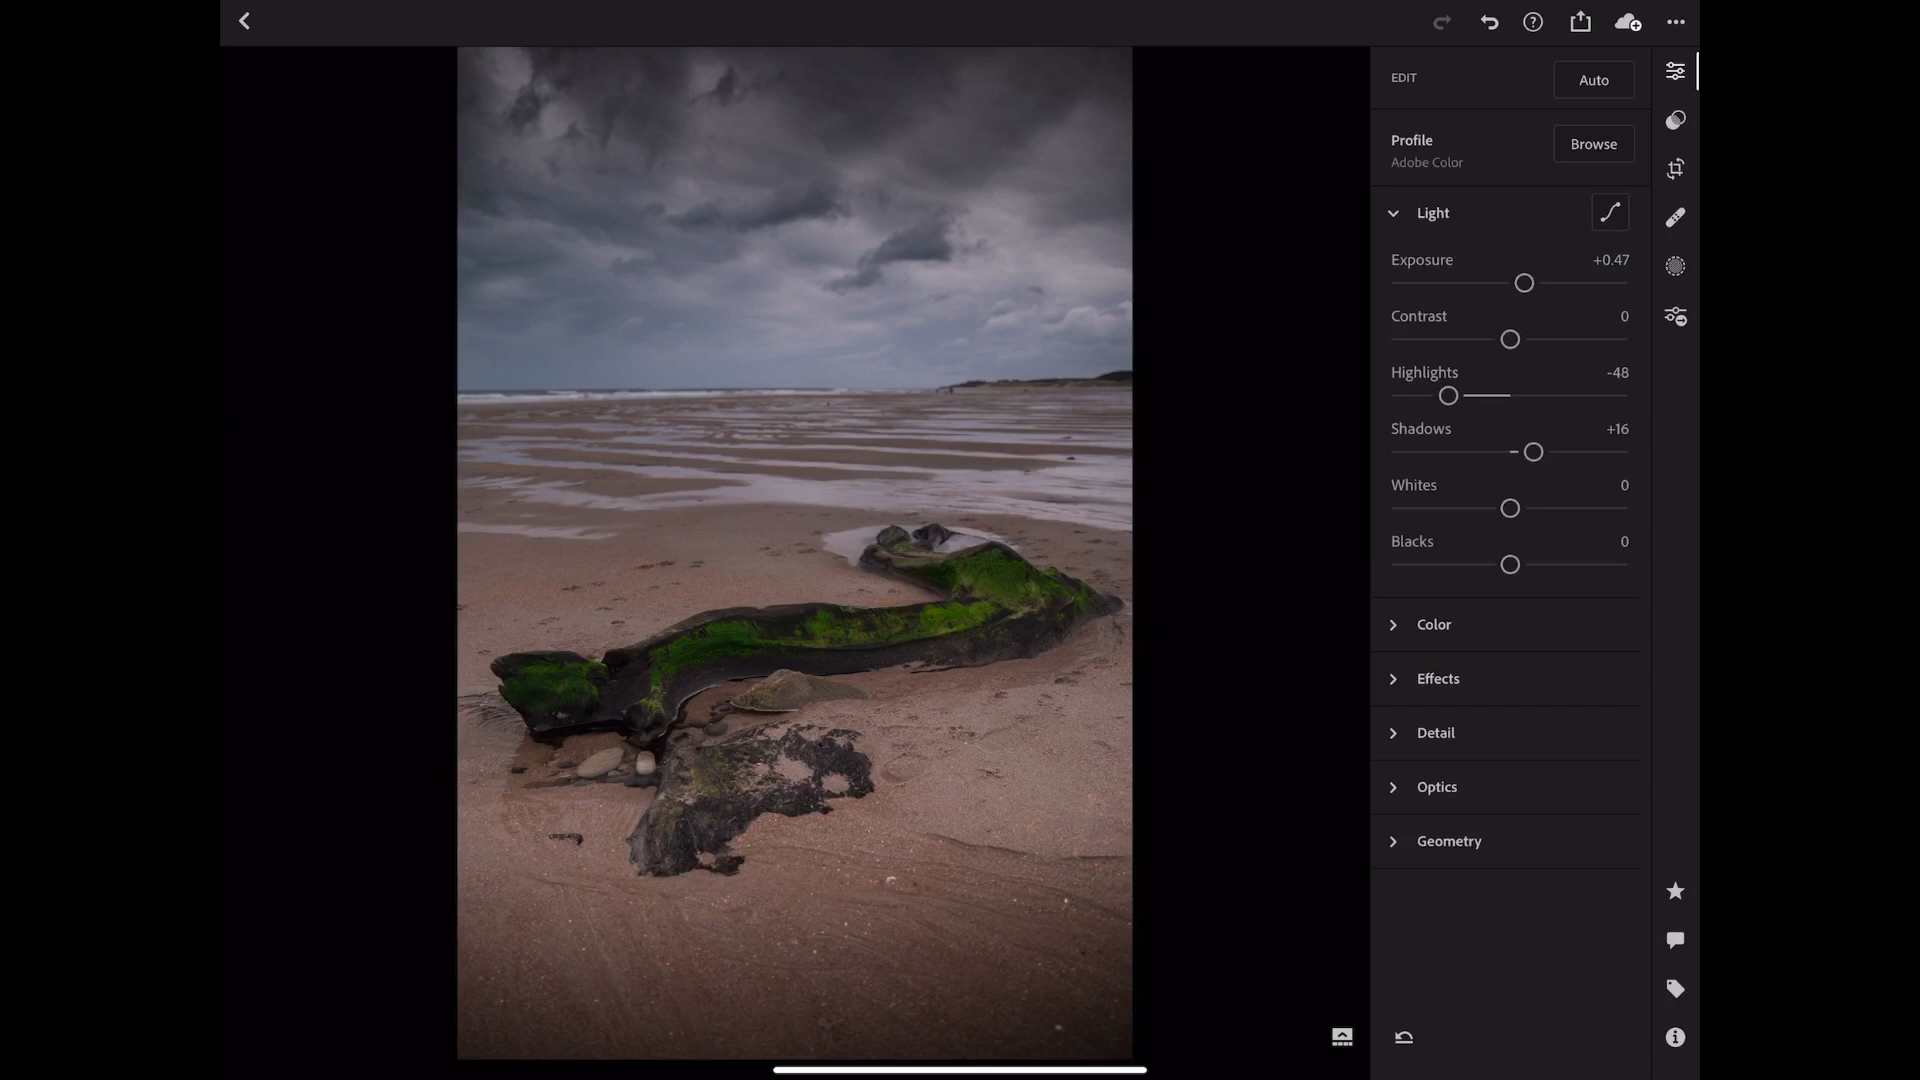 EDIT
Auto
Profile
Adobe Color
Browse
Light
Exposure +0.47
Contrast 0
Highlights -48
Shadows +16
Whites 0
Blacks 0
Color
Effects
Detail
Optics
Geometry